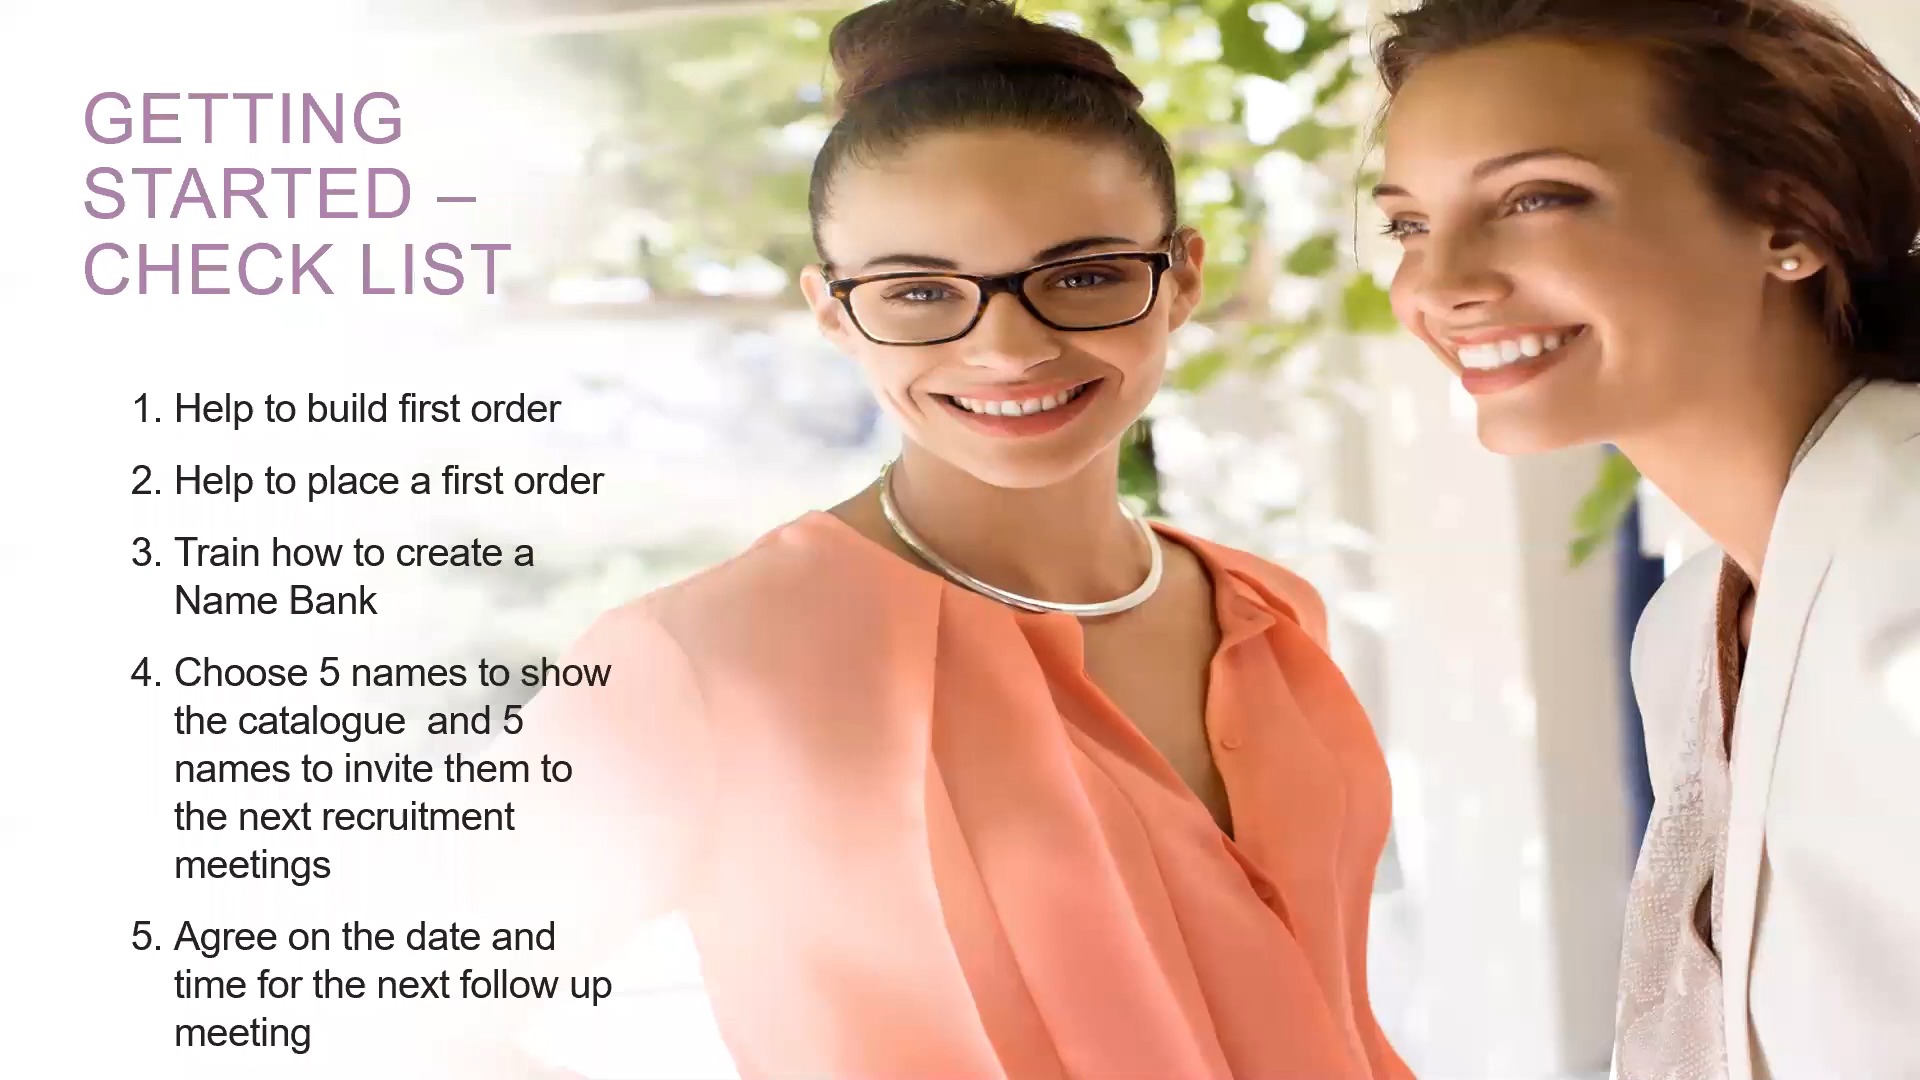 GETTING
STARTED –
CHECK LIST
1. Help to build first order
2. Help to place a first order
3. Train how to create a
Name Bank
4. Choose 5 names to show
the catalogue  and 5
names to invite them to
the next recruitment
meetings
5. Agree on the date and
time for the next follow up
meeting